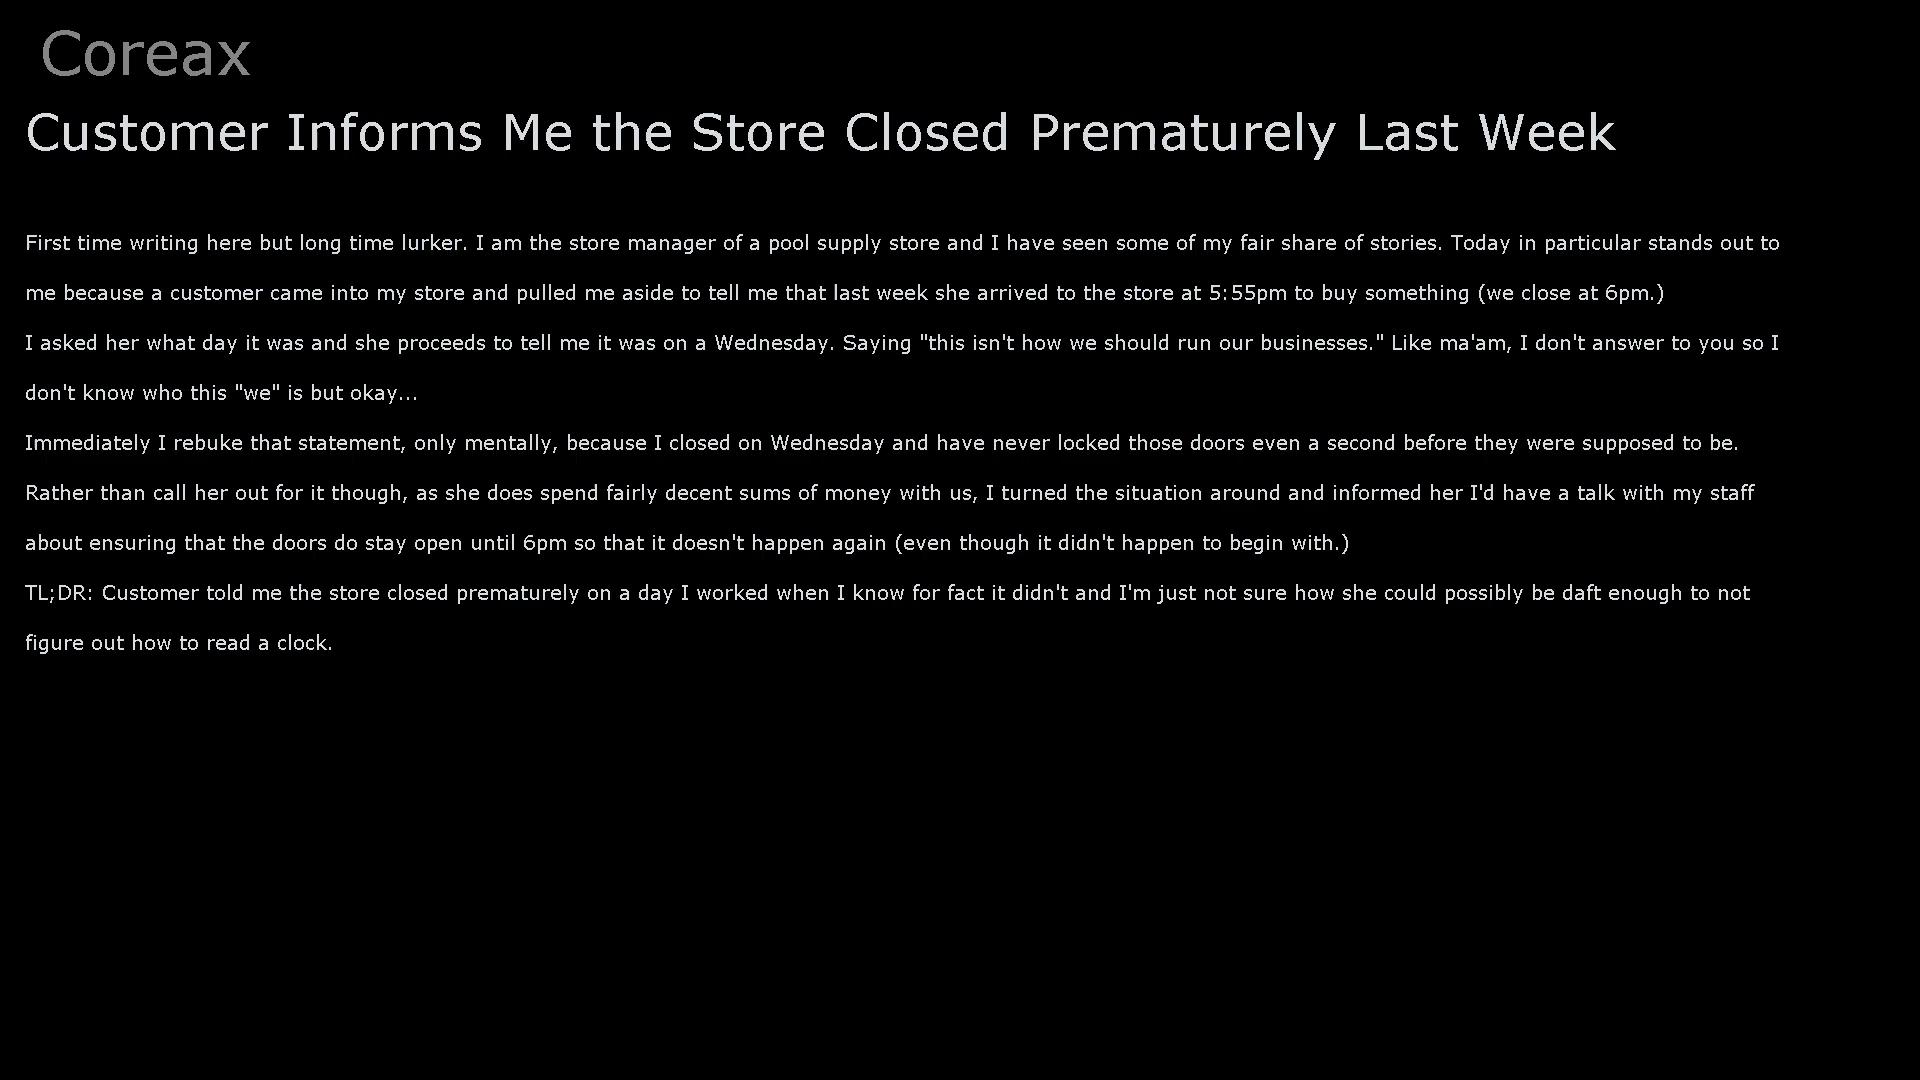 Coreax
Customer Informs Me the Store Closed Prematurely Last Week
First time writing here but long time lurker. I am the store manager of a pool supply store and I have seen some of my fair share of stories. Today in particular stands out to
me because a customer came into my store and pulled me aside to tell me that last week she arrived to the store at 5:55pm to buy something (we close at 6pm.)
I asked her what day it was and she proceeds to tell me it was on a Wednesday. Saying "this isn't how we should run our businesses." Like ma'am, I don't answer to you so I
don't know who this "we" is but okay...
Immediately I rebuke that statement, only mentally, because I closed on Wednesday and have never locked those doors even a second before they were supposed to be.
Rather than call her out for it though, as she does spend fairly decent sums of money with us, I turned the situation around and informed her I'd have a talk with my staff
about ensuring that the doors do stay open until 6pm so that it doesn't happen again (even though it didn't happen to begin with.)
TL;DR: Customer told me the store closed prematurely on a day I worked when I know for fact it didn't and I'm just not sure how she could possibly be daft enough to not
figure out how to read a clock.